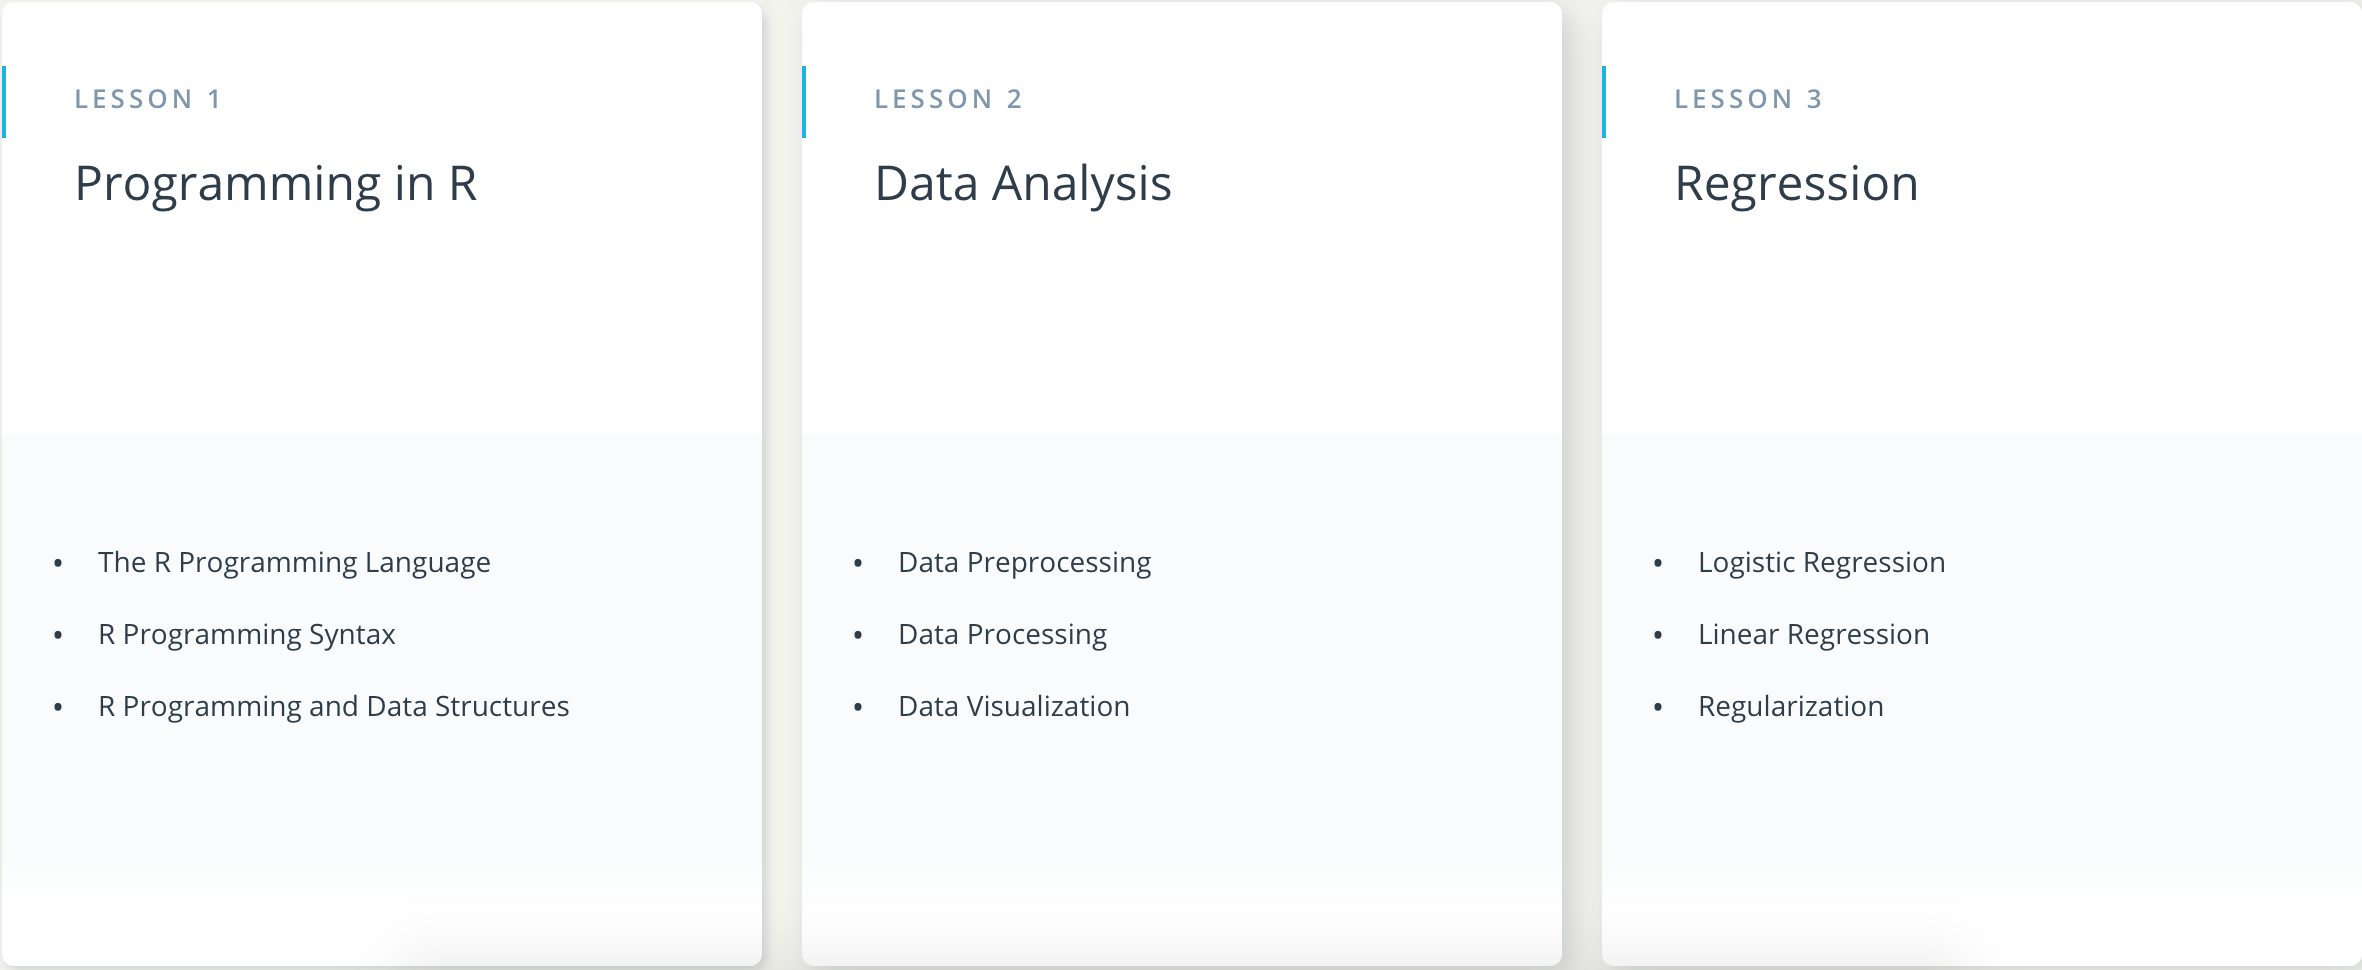 LESSON 1
Programming in R
• The R Programming Language
• R Programming Syntax
• R Programming and Data Structures
LESSON 2
Data Analysis
• Data Preprocessing
• Data Processing
• Data Visualization
LESSON 3
Regression
• Logistic Regression
• Linear Regression
• Regularization